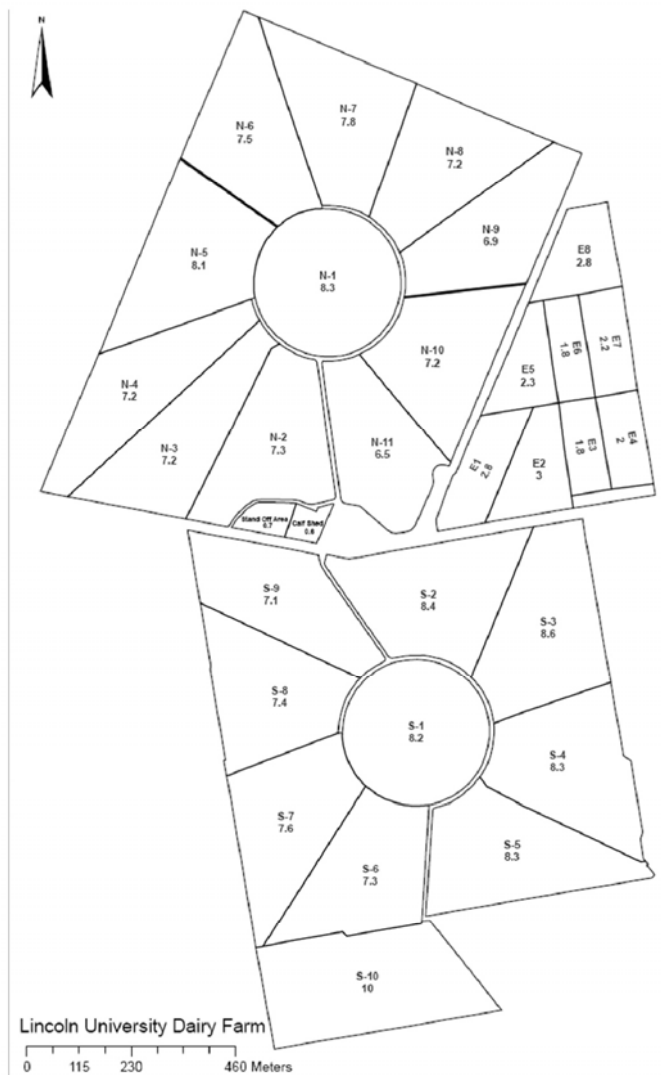 N
N-7
7.8
N-6
7.5
N-8
7.2
N-9
6.9
N-5
8.1
N-1
8.3
E8
2.8
N-10
7.2
E6
1.8
E7
2.2
E5
2.3
N-4
7.2
N-3
7.2
N-2
7.3
N-11
6.5
E1
2.8
E2
3
E3
1.8
E4
2
Stand Off Area
0.7
Calf Shed
0.6
S-9
7.1
S-2
8.4
S-3
8.6
S-8
7.4
S-1
8.2
S-4
8.3
S-7
7.6
S-6
7.3
S-5
8.3
S-10
10
Lincoln University Dairy Farm
0 115 230 460 Meters